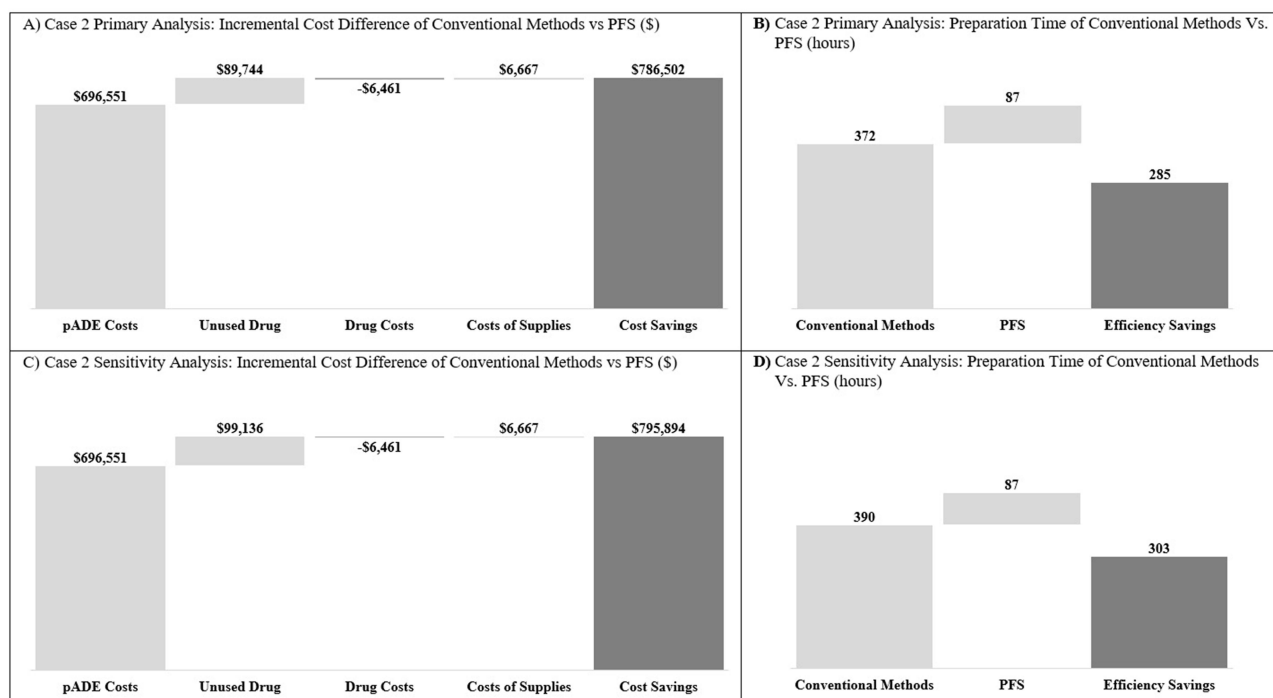 A) Case 2 Primary Analysis: Incremental Cost Difference of Conventional Methods vs PFS ($)
$696,551
$89,744
-$6,461
$6,667
$786,502
pADE Costs
Unused Drug
Drug Costs
Costs of Supplies
Cost Savings
B) Case 2 Primary Analysis: Preparation Time of Conventional Methods Vs.
PFS (hours)
372
87
285
Conventional Methods
PFS
Efficiency Savings
C) Case 2 Sensitivity Analysis: Incremental Cost Difference of Conventional Methods vs PFS ($)
$696,551
$99,136
-$6,461
$6,667
$795,894
pADE Costs
Unused Drug
Drug Costs
Costs of Supplies
Cost Savings
D) Case 2 Sensitivity Analysis: Preparation Time of Conventional Methods
Vs. PFS (hours)
390
87
303
Conventional Methods
PFS
Efficiency Savings